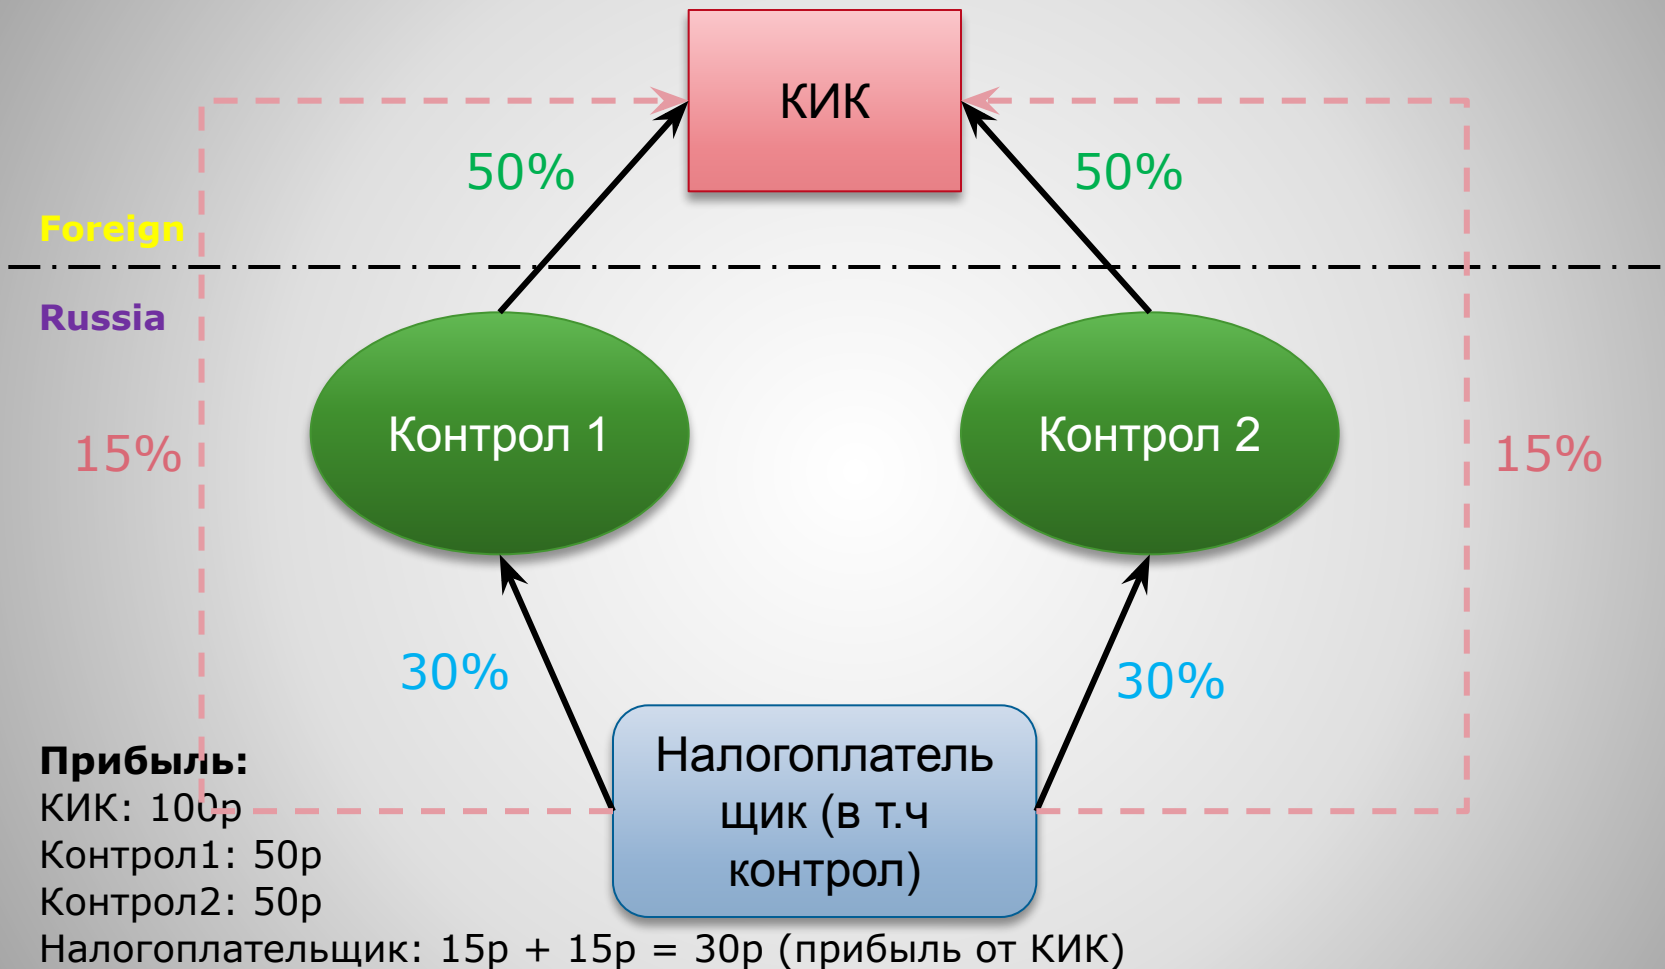 КИК
50%
50%
Foreign
Russia
Контрол 1
Контрол 2
15%
15%
30%
30%
Налогоплатель
щик (в т.ч
контрол)
Прибыль:
КИК: 100р
Контрол1: 50р
Контрол2: 50р
Налогоплательщик: 15р + 15р = 30р (прибыль от КИК)